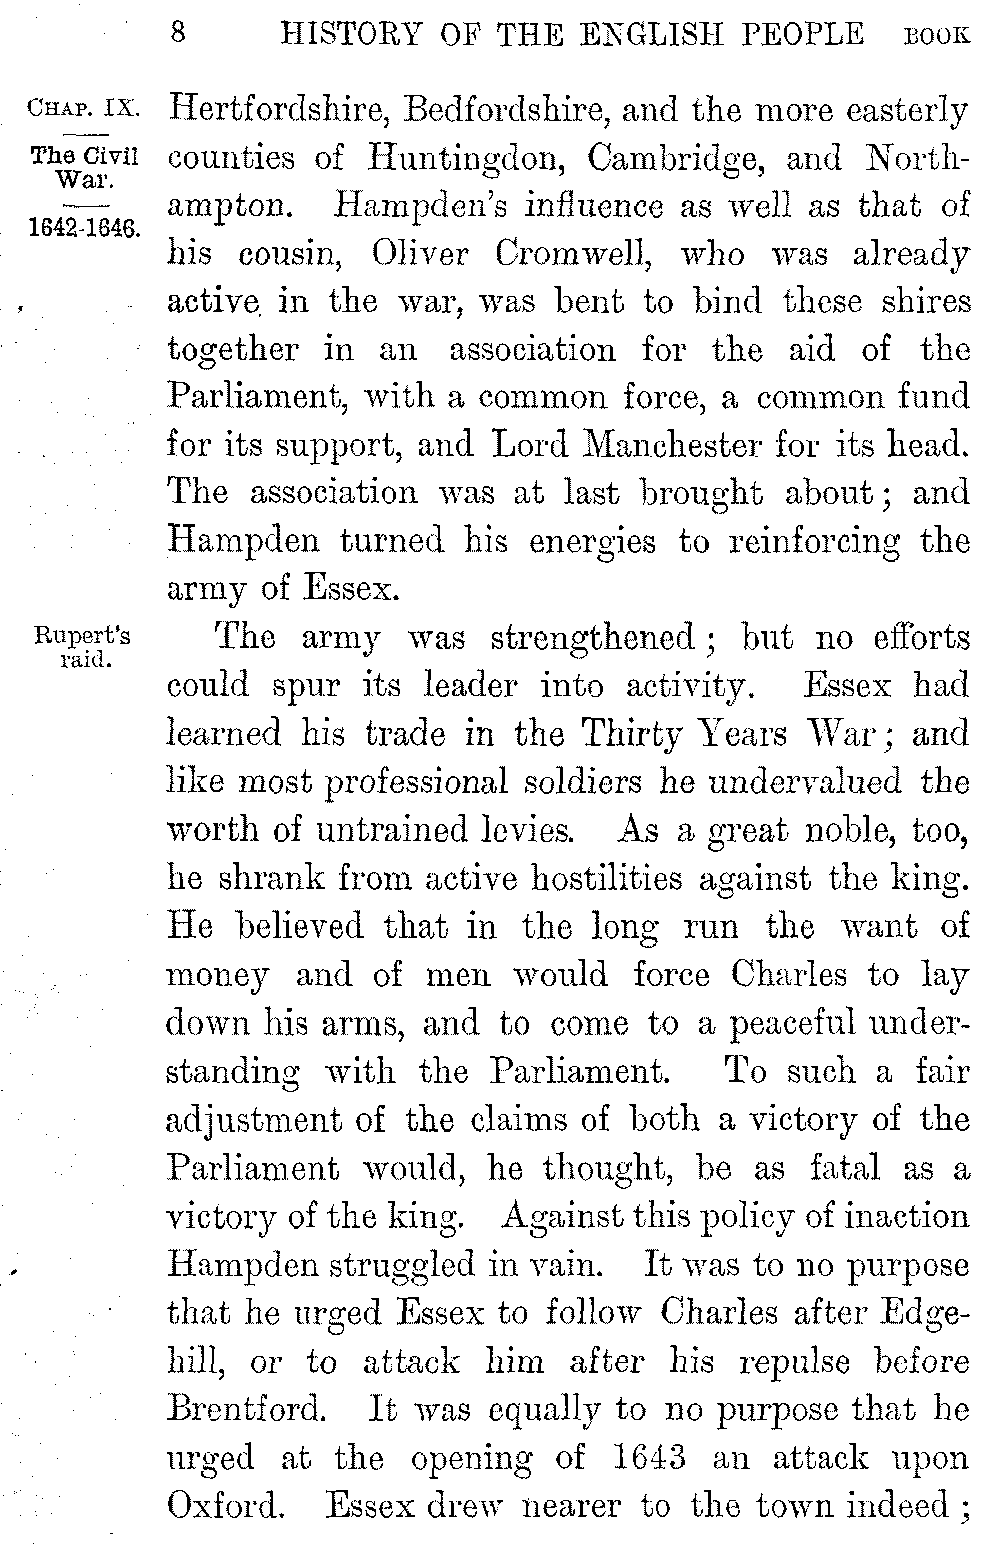 8 HISTORY OF THE ENGLISH PEOPLE BOOK
CHAP. IX.
The Civil
War.
1642-1646.
Hertfordshire, Bedfordshire, and the more easterly
counties of Huntingdon, Cambridge, and North-
ampton. Hampden's influence as well as that of
his cousin, Oliver Cromwell, who was already
active in the war, was bent to bind these shires
together in an association for the aid of the
Parliament, with a common force, a common fund
for its support, and Lord Manchester for its head.
The association was at last brought about; and
Hampden turned his energies to reinforcing the
army of Essex.
Rupert's
raid.
The army was strengthened; but no efforts
could spur its leader into activity. Essex had
learned his trade in the Thirty Years War; and
like most professional soldiers he undervalued the
worth of untrained levies. As a great noble, too,
he shrank from active hostilities against the king.
He believed that in the long run the want of
money and of men would force Charles to lay
down his arms, and to come to a peaceful under-
standing with the Parliament. To such a fair
adjustment of the claims of both a victory of the
Parliament would, he thought, be as fatal as a
victory of the king. Against this policy of inaction
Hampden struggled in vain. It was to no purpose
that he urged Essex to follow Charles after Edge-
hill, or to attack him after his repulse before
Brentford. It was equally to no purpose that he
urged at the opening of 1643 an attack upon
Oxford. Essex drew nearer to the town indeed;